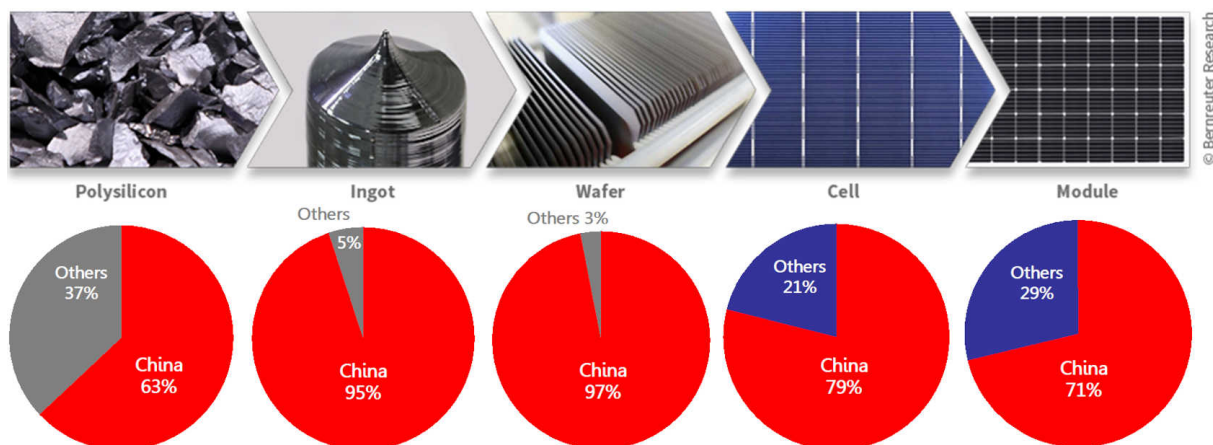 © Bernreuter Research
Polysilicon
Ingot
Wafer
Cell
Module
Others
37%
China
63%
Others
5%
China
95%
Others 3%
China
97%
Others
21%
China
79%
Others
29%
China
71%